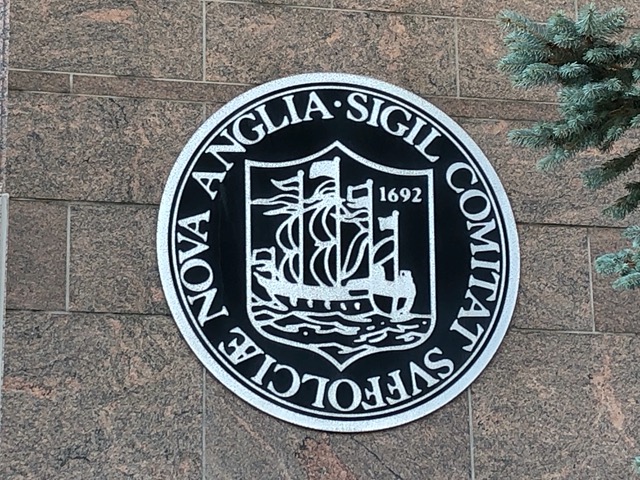 NOVA ANGLIA · SIGIL COMITAT SVFFOLCIÆ
1692